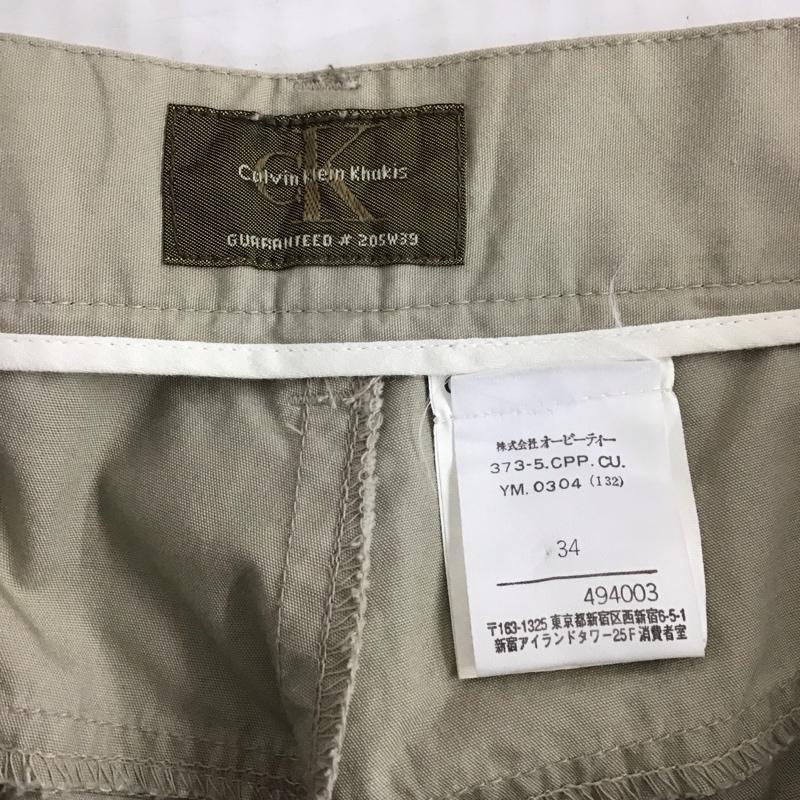 cK
Calvin Klein Khakis
GUARANTEED # 205W39
株式会社オーピーティー
373-5.CPP.CU.
YM.0304 (132)
34
494003
〒163-1325 東京都新宿区西新宿6-5-1
新宿アイランドタワー25F 消費者室